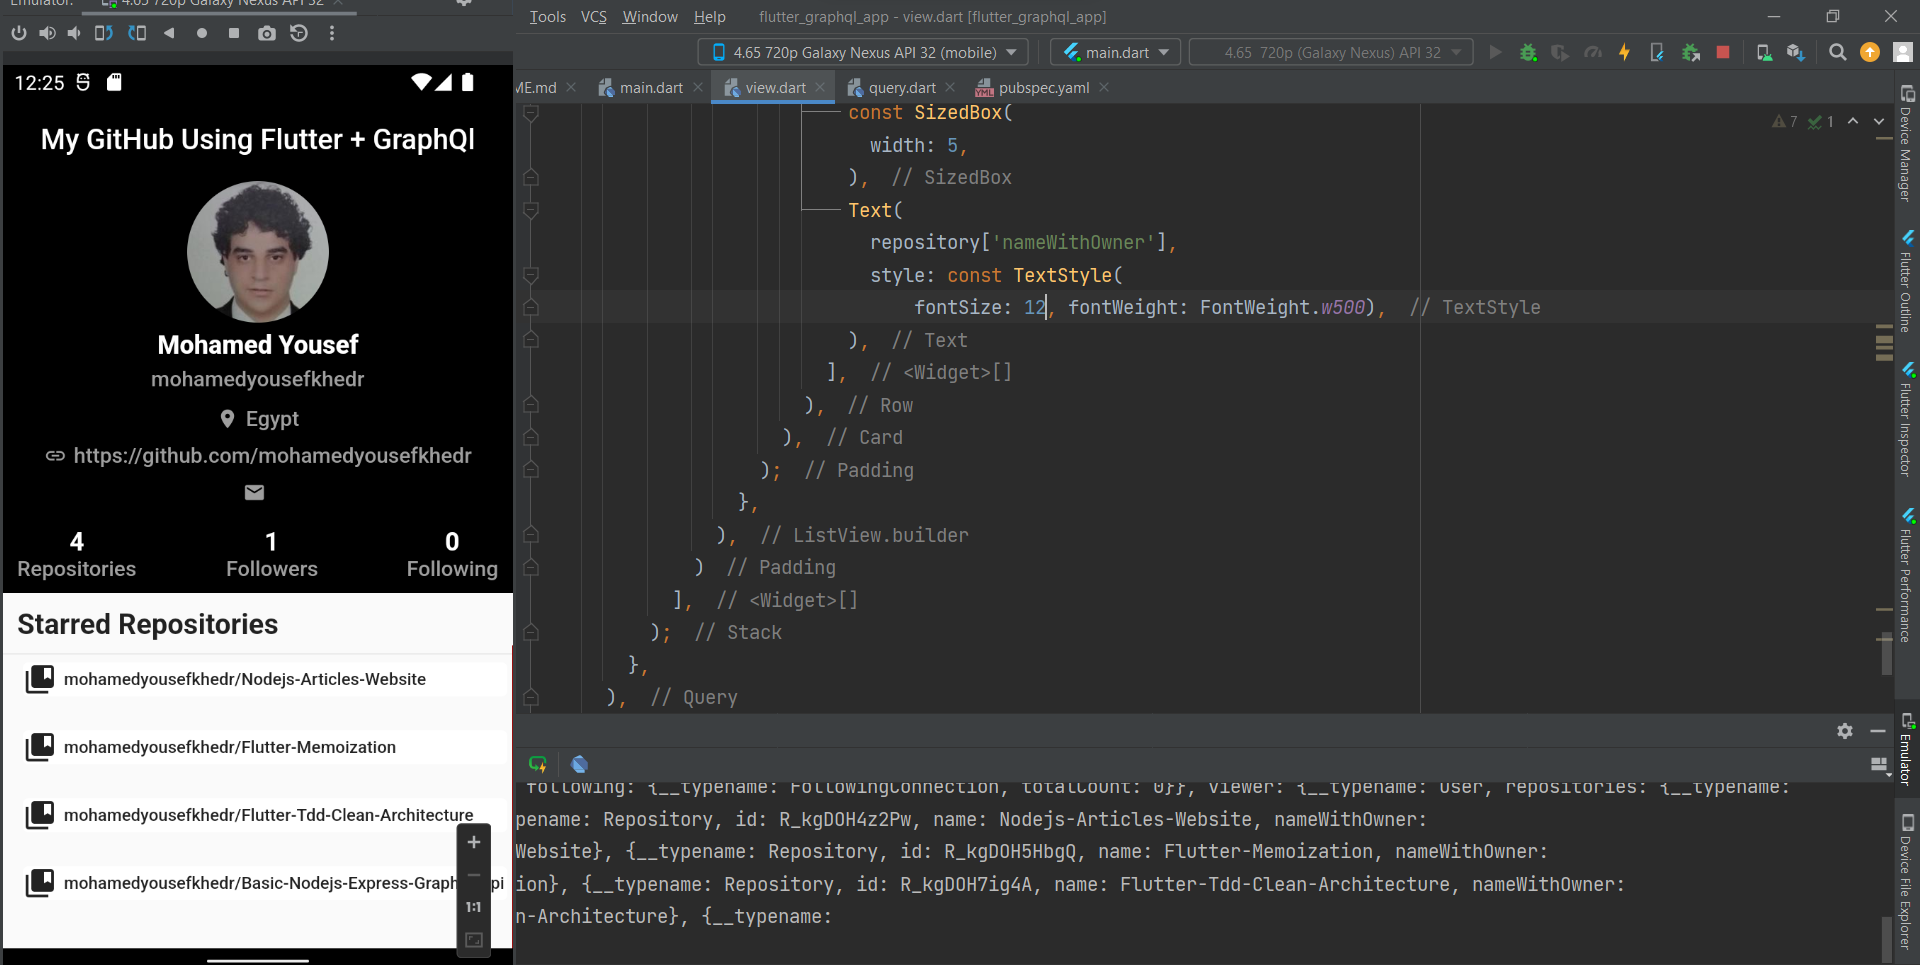 Emulator: 4.65 720p Galaxy Nexus API 32
12:25
My GitHub Using Flutter + GraphQl
Mohamed Yousef
mohamedyousefkhedr
Egypt
https://github.com/mohamedyousefkhedr
4 1 0
Repositories Followers Following
Starred Repositories
mohamedyousefkhedr/Nodejs-Articles-Website
mohamedyousefkhedr/Flutter-Memoization
mohamedyousefkhedr/Flutter-Tdd-Clean-Architecture
mohamedyousefkhedr/Basic-Nodejs-Express-Graph pi
1:1
Tools VCS Window Help flutter_graphql_app - view.dart [flutter_graphql_app]
4.65 720p Galaxy Nexus API 32 (mobile) main.dart 4.65 720p (Galaxy Nexus) API 32
ME.md main.dart view.dart query.dart pubspec.yaml
7 1
const SizedBox(
width: 5,
), // SizedBox
Text(
repository['nameWithOwner'],
style: const TextStyle(
fontSize: 12, fontWeight: FontWeight.w500), // TextStyle
), // Text
], // <Widget>[]
), // Row
), // Card
); // Padding
},
), // ListView.builder
) // Padding
], // <Widget>[]
); // Stack
},
), // Query
following: {__typename: FollowingConnection, totalCount: 0}}, viewer: {__typename: User, repositories: {__typename:
pename: Repository, id: R_kgDOH4z2Pw, name: Nodejs-Articles-Website, nameWithOwner:
Website}, {__typename: Repository, id: R_kgDOH5HbgQ, name: Flutter-Memoization, nameWithOwner:
ion}, {__typename: Repository, id: R_kgDOH7ig4A, name: Flutter-Tdd-Clean-Architecture, nameWithOwner:
n-Architecture}, {__typename:
Device Manager
Flutter Outline
Flutter Inspector
Flutter Performance
Emulator
Device File Explorer